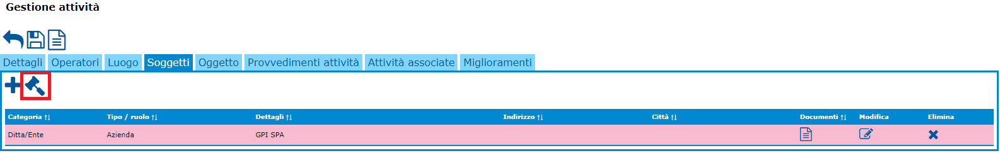 Gestione attività
Dettagli Operatori Luogo Soggetti Oggetto Provvedimenti attività Attività associate Miglioramenti
Categoria Tipo / ruolo Dettagli Indirizzo Città Documenti Modifica Elimina
Ditta/Ente Azienda GPI SPA